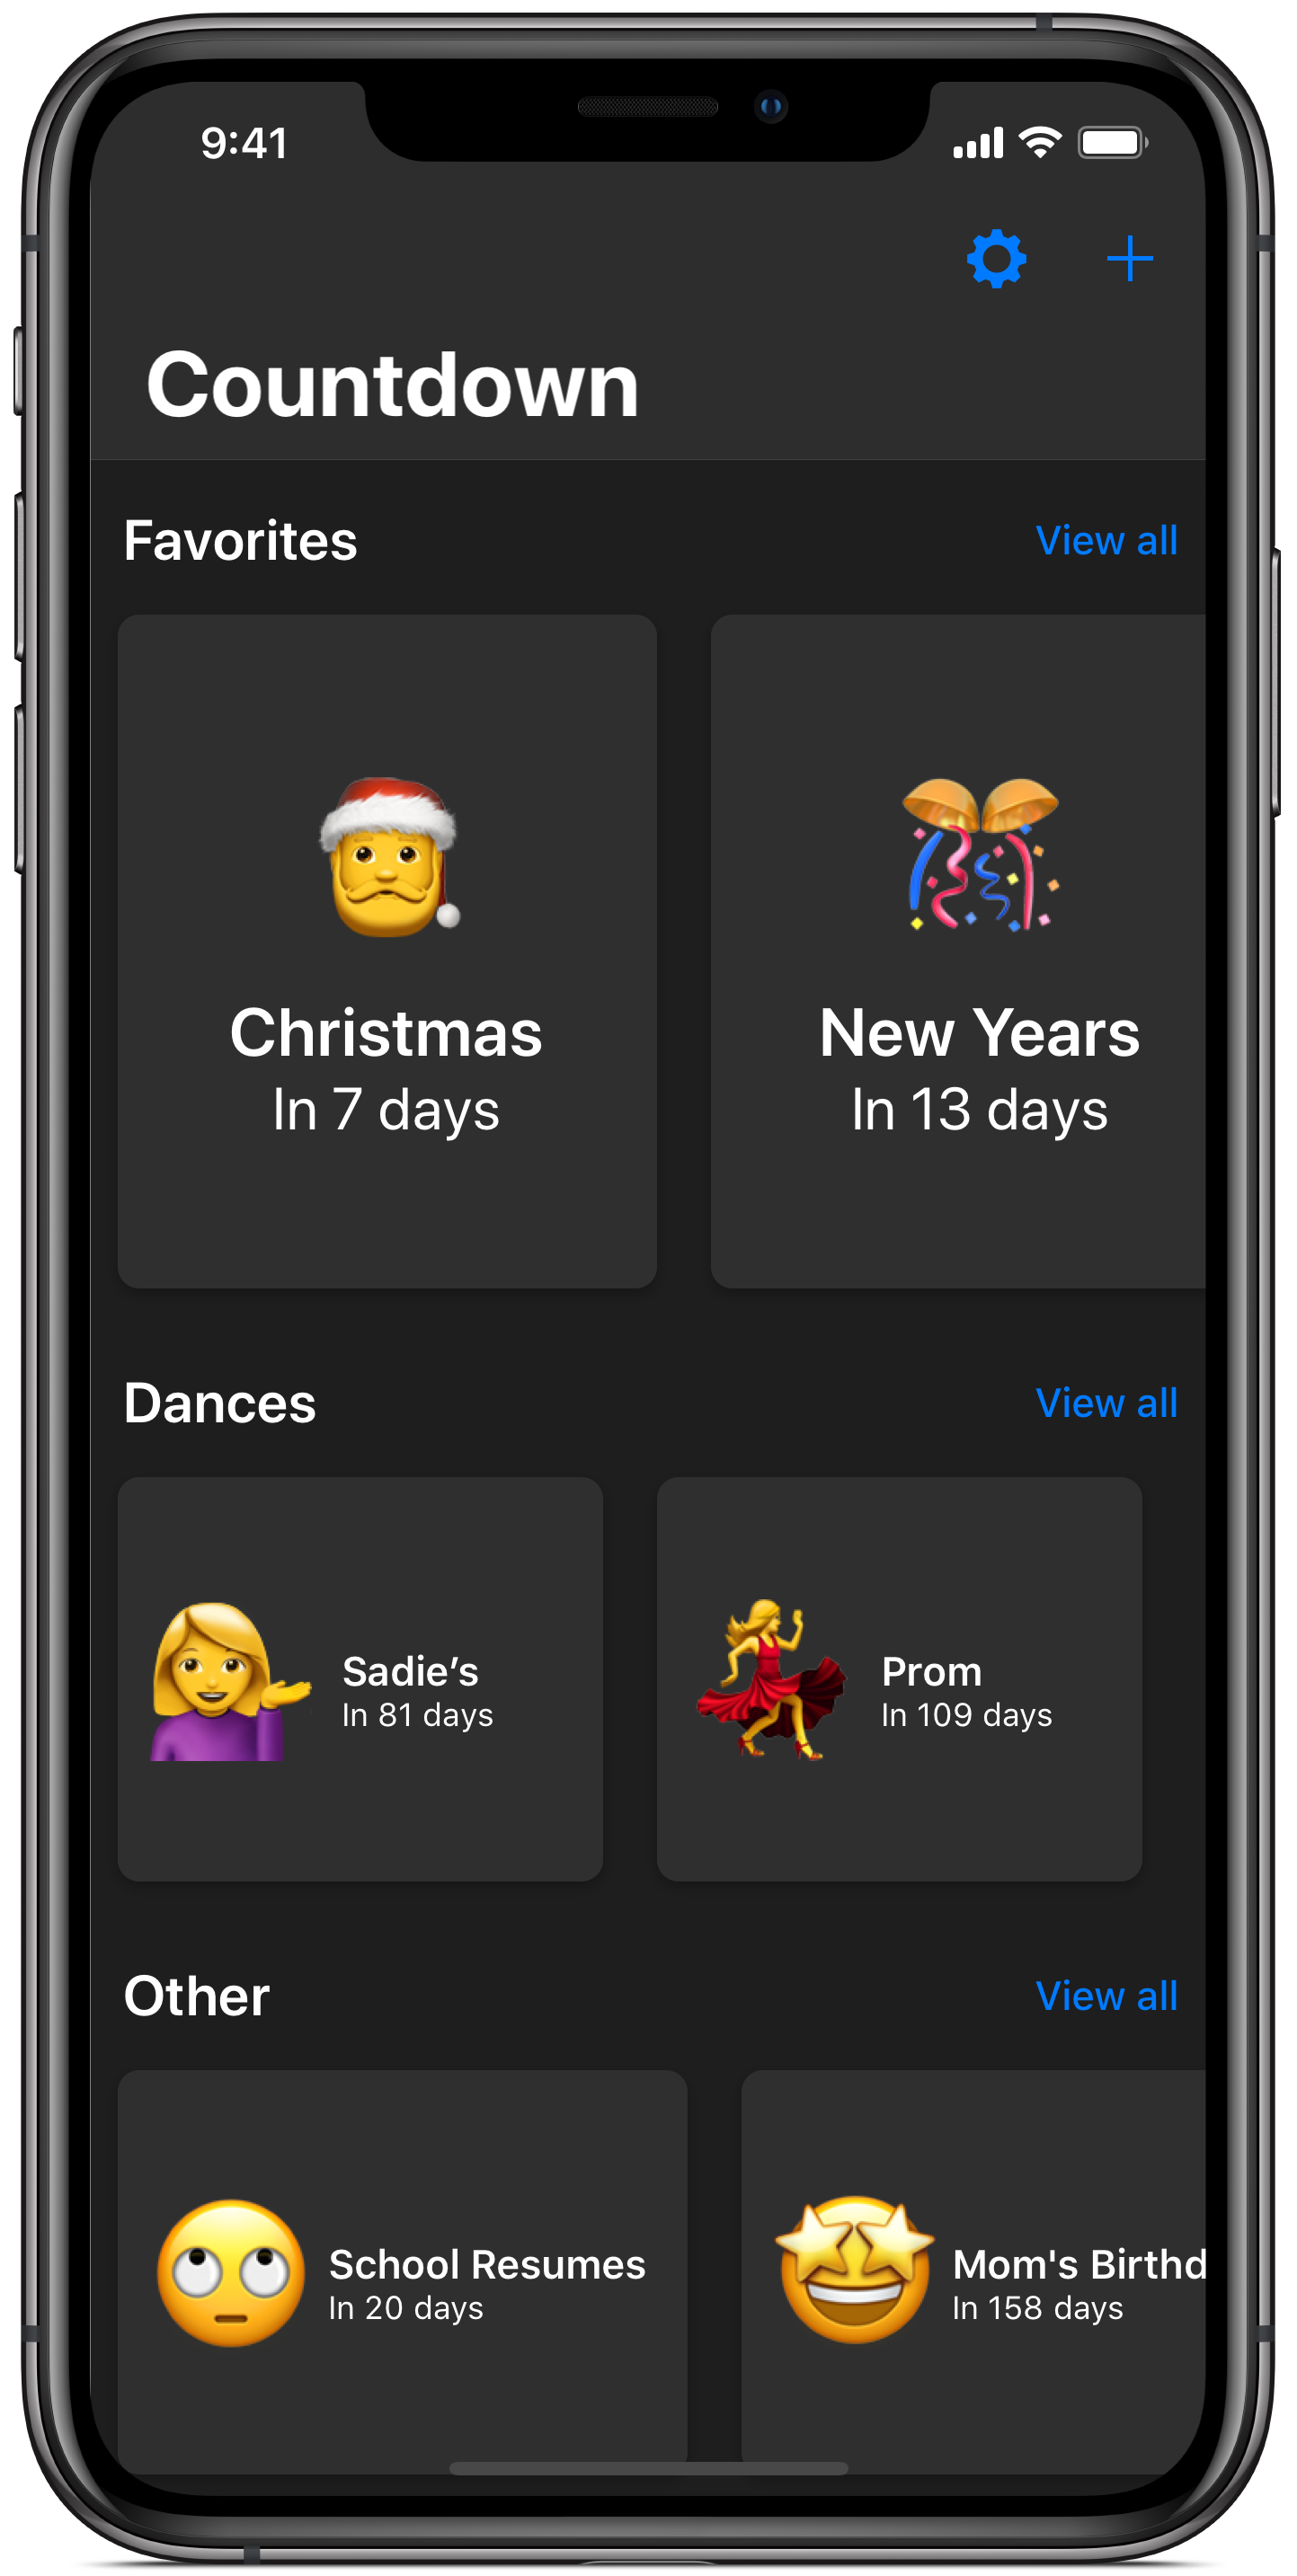 9:41
Countdown
Favorites View all
Christmas
In 7 days
New Years
In 13 days
Dances View all
Sadie’s
In 81 days
Prom
In 109 days
Other View all
School Resumes
In 20 days
Mom's Birthd
In 158 days